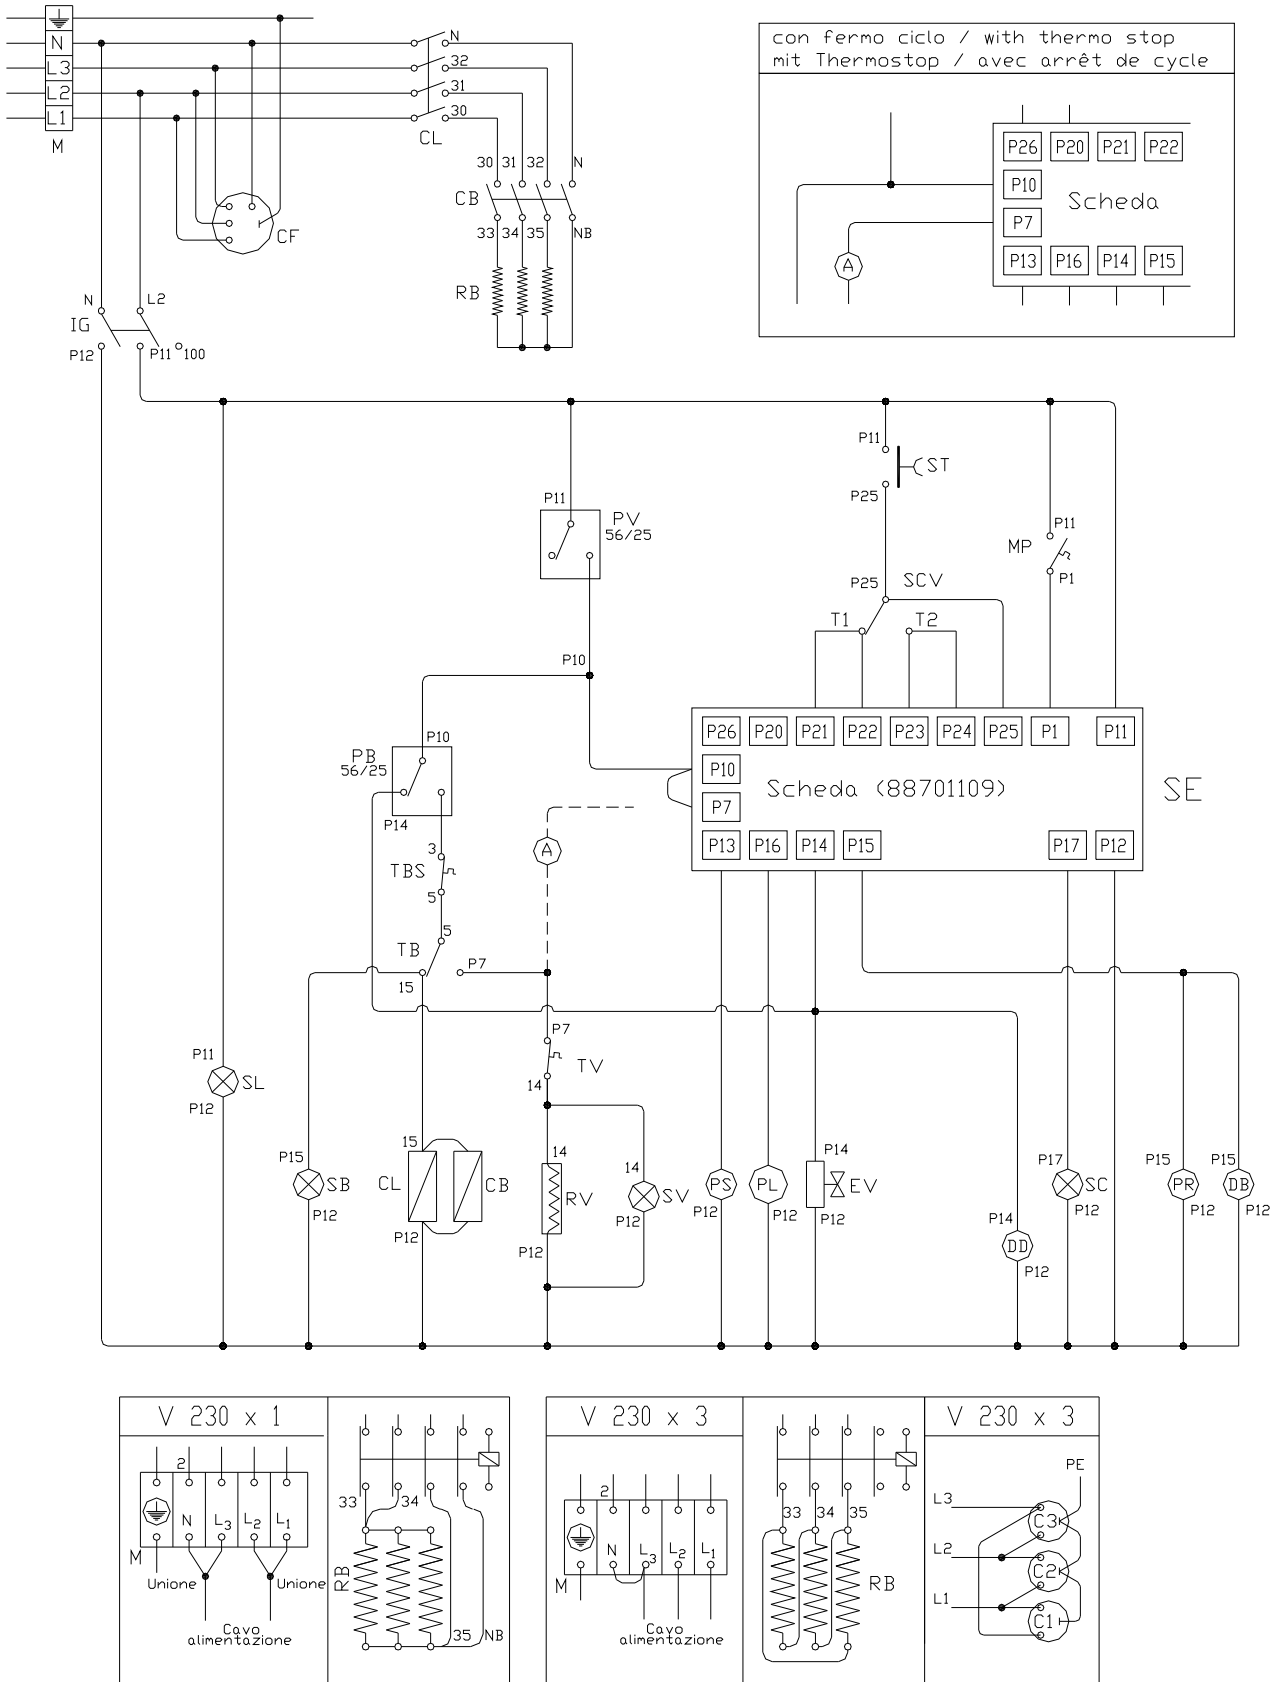 N
L3
L2
L1
M
N
32
31
30
CL
con fermo ciclo / with thermo stop
mit Thermostop / avec arrêt de cycle
P26 P20 P21 P22
P10
Scheda
P7
A
P13 P16 P14 P15
30 31 32 N
CB
33 34 35 NB
RB
CF
N L2
IG
P12 P11 100
P11
ST
P25
P11
PV
56/25
P11
MP
P1
P25 SCV
T1 T2
P10
P26 P20 P21 P22 P23 P24 P25 P1 P11
P10
Scheda (88701109)
SE
P7
P13 P16 P14 P15 P17 P12
P10
PB
56/25
P14
3
TBS
5
A
5
TB
P7
15
P7
TV
14
P11
SL
P12
P15
SB
P12
15
CL CB
P12
14
RV
P12
14
SV
P12
PS
P12
PL
P12
P14
EV
P12
P14
DD
P12
P17
SC
P12
P15
PR
P12
P15
DB
P12
V 230 x 1
2
N L3 L2 L1
M
Unione Unione
Cavo
alimentazione
33 34
RB
35 NB
V 230 x 3
2
N L3 L2 L1
M
Cavo
alimentazione
33 34 35
RB
V 230 x 3
PE
L3
C3
L2
C2
L1
C1